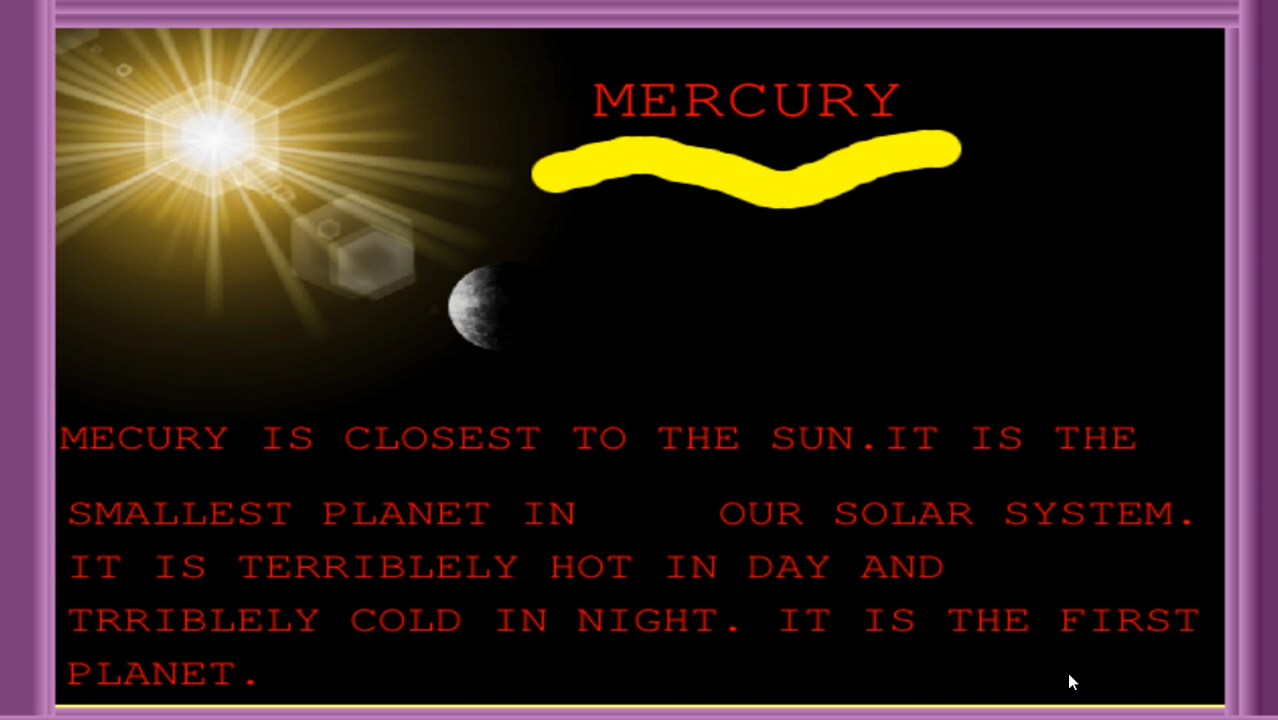 MERCURY
MECURY IS CLOSEST TO THE SUN.IT IS THE
SMALLEST PLANET IN OUR SOLAR SYSTEM.
IT IS TERRIBLELY HOT IN DAY AND
TRRIBLELY COLD IN NIGHT. IT IS THE FIRST
PLANET.